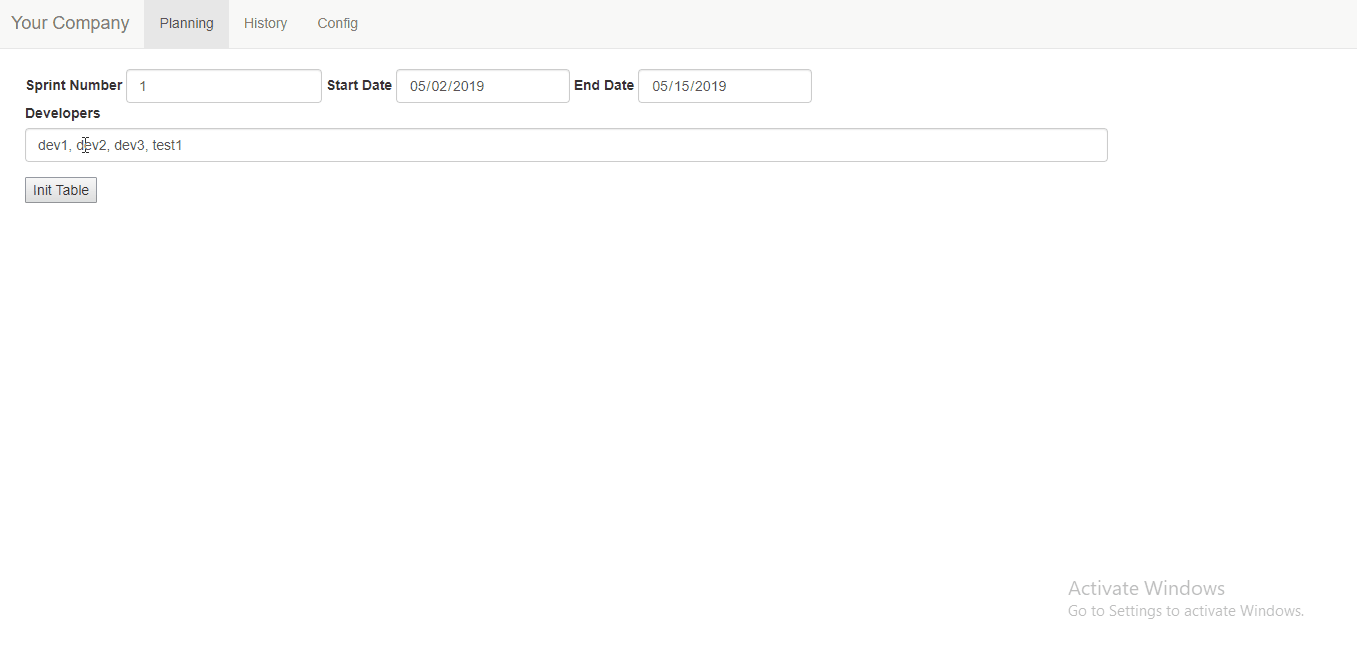 Your Company Planning History Config
Sprint Number 1 Start Date 05/02/2019 End Date 05/15/2019
Developers
dev1, dev2, dev3, test1
Init Table
Activate Windows
Go to Settings to activate Windows.